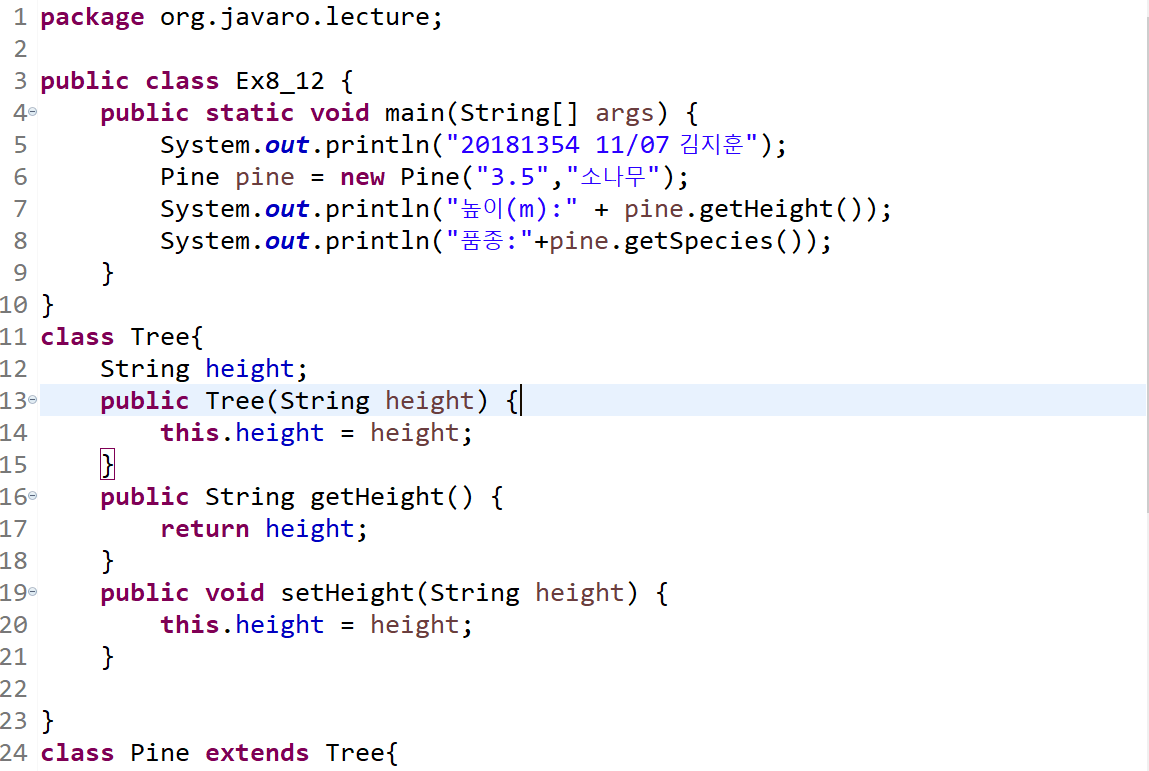 1 package org.javaro.lecture;
2
3 public class Ex8_12 {
4 public static void main(String[] args) {
5 System.out.println("20181354 11/07 김지훈");
6 Pine pine = new Pine("3.5","소나무");
7 System.out.println("높이(m):" + pine.getHeight());
8 System.out.println("품종:"+pine.getSpecies());
9 }
10 }
11 class Tree{
12 String height;
13 public Tree(String height) {
14 this.height = height;
15 }
16 public String getHeight() {
17 return height;
18 }
19 public void setHeight(String height) {
20 this.height = height;
21 }
22
23 }
24 class Pine extends Tree{